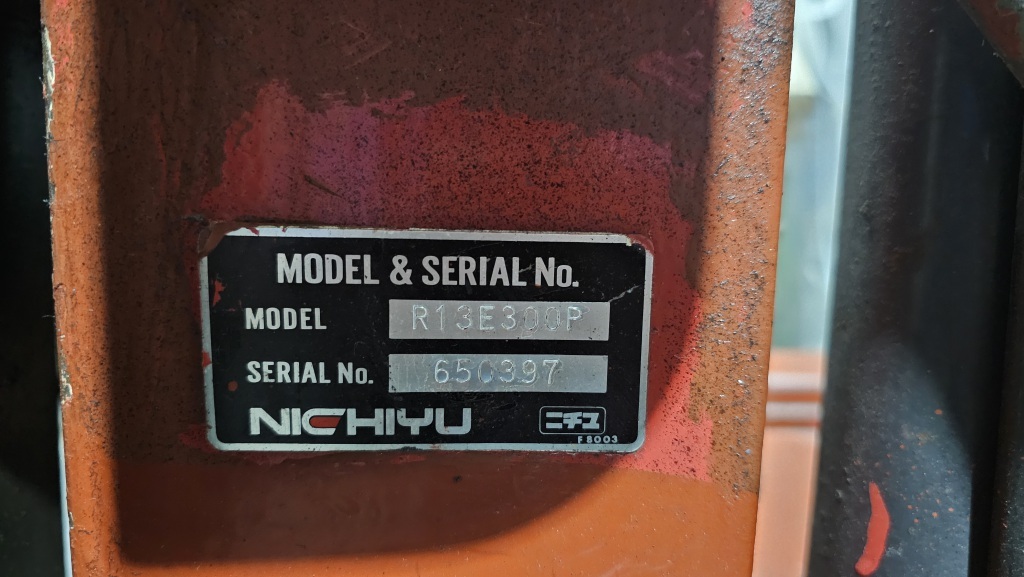 MODEL & SERIAL No.
MODEL R13E300P
SERIAL No. 650397
NICHIYU ニチユ
F8003